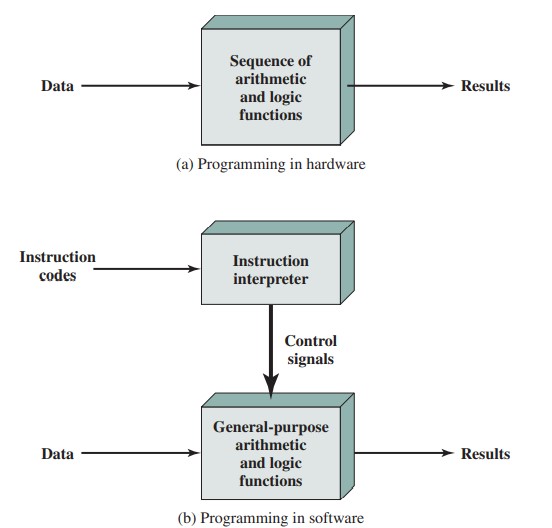 Sequence of
arithmetic
and logic
functions
Data
Results
(a) Programming in hardware
Instruction
codes
Instruction
interpreter
Control
signals
General-purpose
arithmetic
and logic
functions
Data
Results
(b) Programming in software